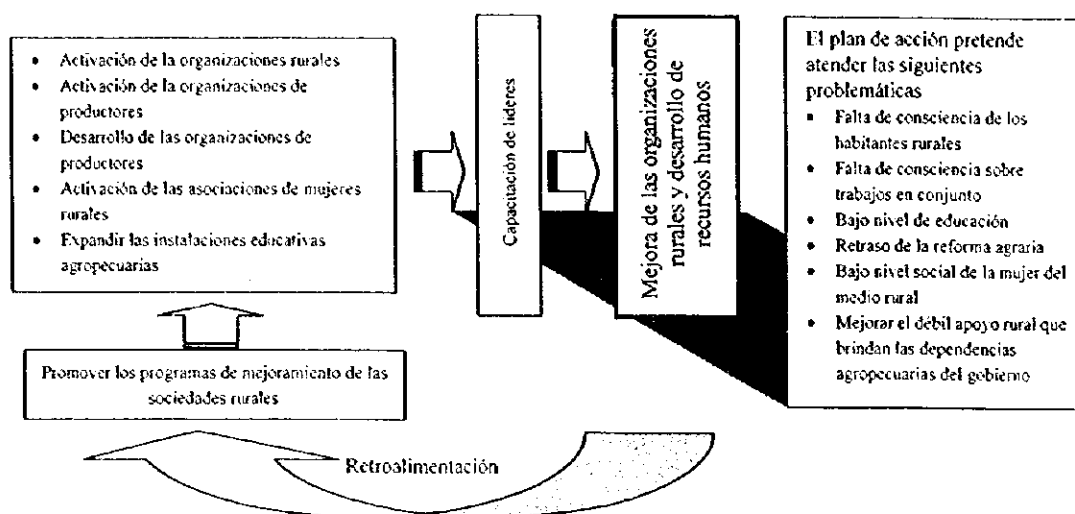 • Activación de la organizaciones rurales
• Activación de la organizaciones de
productores
• Desarrollo de las organizaciones de
productores
• Activación de las asociaciones de mujeres
rurales
• Expandir las instalaciones educativas
agropecuarias
Promover los programas de mejoramiento de las
sociedades rurales
Capacitación de líderes
Mejora de las organizaciones
rurales y desarrollo de
recursos humanos
El plan de acción pretende
atender las siguientes
problemáticas
• Falta de consciencia de los
habitantes rurales
• Falta de consciencia sobre
trabajos en conjunto
• Bajo nivel de educación
• Retraso de la reforma agraria
• Bajo nivel social de la mujer del
medio rural
• Mejorar el débil apoyo rural que
brindan las dependencias
agropecuarias del gobierno
Retroalimentación